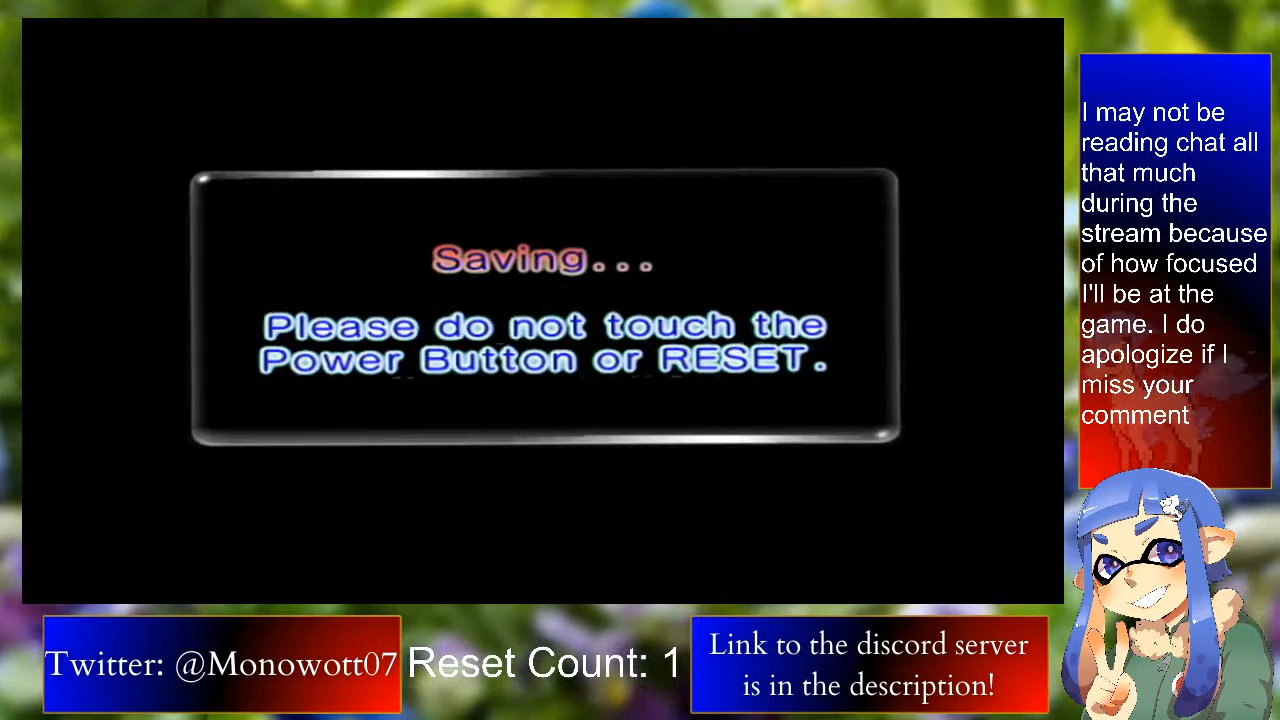 Saving...
Please do not touch the
Power Button or RESET.
I may not be
reading chat all
that much
during the
stream because
of how focused
I'll be at the
game. I do
apologize if I
miss your
comment
Twitter: @Monowott07
Reset Count: 1
Link to the discord server
is in the description!